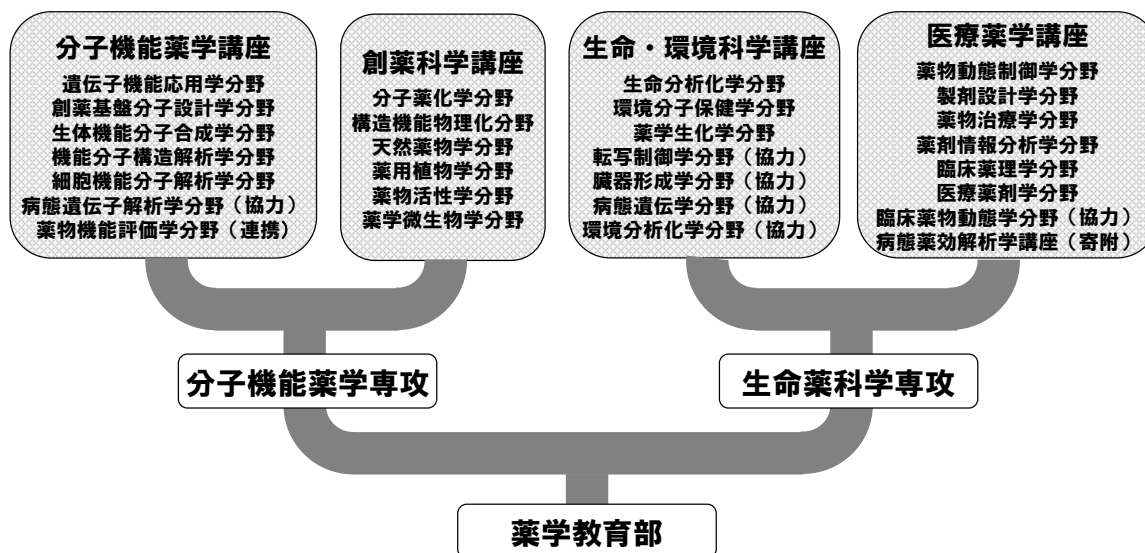 分子機能薬学講座
遺伝子機能応用学分野
創薬基盤分子設計学分野
生体機能分子合成学分野
機能分子構造解析学分野
細胞機能分子解析学分野
病態遺伝子解析学分野（協力）
薬物機能評価学分野（連携）
創薬科学講座
分子薬化学分野
構造機能物理化分野
天然薬物学分野
薬用植物学分野
薬物活性学分野
薬学微生物学分野
生命・環境科学講座
生命分析化学分野
環境分子保健学分野
薬学生化学分野
転写制御学分野（協力）
臓器形成学分野（協力）
病態遺伝学分野（協力）
環境分析化学分野（協力）
医療薬学講座
薬物動態制御学分野
製剤設計学分野
薬物治療学分野
薬剤情報分析学分野
臨床薬理学分野
医療薬剤学分野
臨床薬物動態学分野（協力）
病態薬効解析学講座（寄附）
分子機能薬学専攻
生命薬科学専攻
薬学教育部